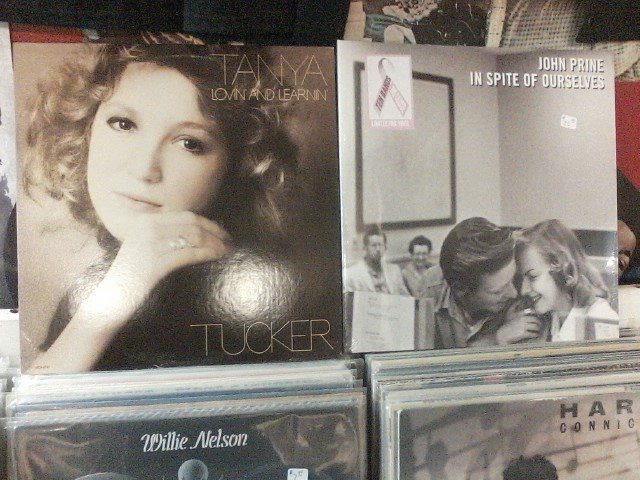 TANYA
LOVIN' AND LEARNIN'
TUCKER
JOHN PRINE
IN SPITE OF OURSELVES
Willie Nelson
HAR
CONNIC